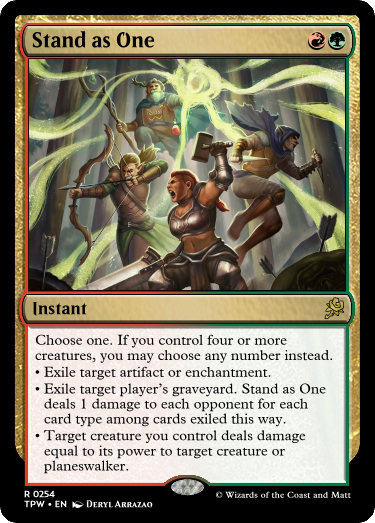 Stand as One
Instant
Choose one. If you control four or more
creatures, you may choose any number instead.
• Exile target artifact or enchantment.
• Exile target player's graveyard. Stand as One
deals 1 damage to each opponent for each
card type among cards exiled this way.
• Target creature you control deals damage
equal to its power to target creature or
planeswalker.
R 0254
TPW • EN Deryl Arrazao
© Wizards of the Coast and Matt